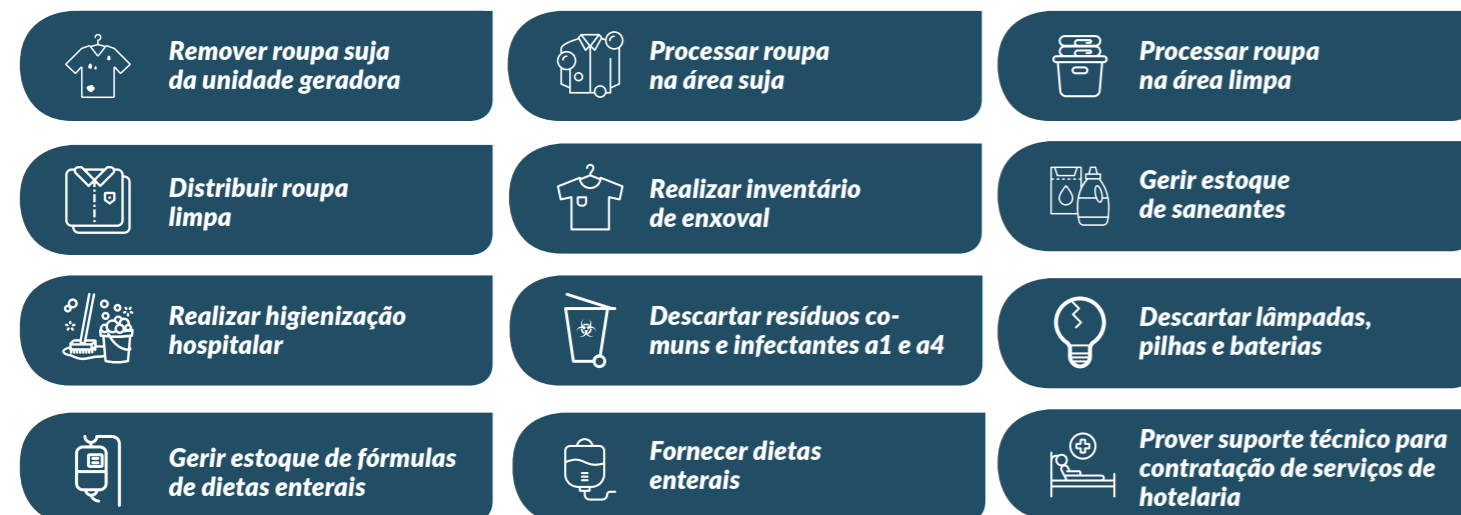 Remover roupa suja
da unidade geradora
Processar roupa
na área suja
Processar roupa
na área limpa
Distribuir roupa
limpa
Realizar inventário
de enxoval
Gerir estoque
de saneantes
Realizar higienização
hospitalar
Descartar resíduos co-
muns e infectantes a1 e a4
Descartar lâmpadas,
pilhas e baterias
Gerir estoque de fórmulas
de dietas enterais
Fornecer dietas
enterais
Prover suporte técnico para
contratação de serviços de
hotelaria